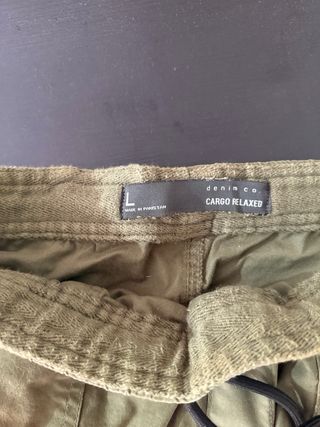 L
MADE IN PAKISTAN
denim co.
CARGO RELAXED